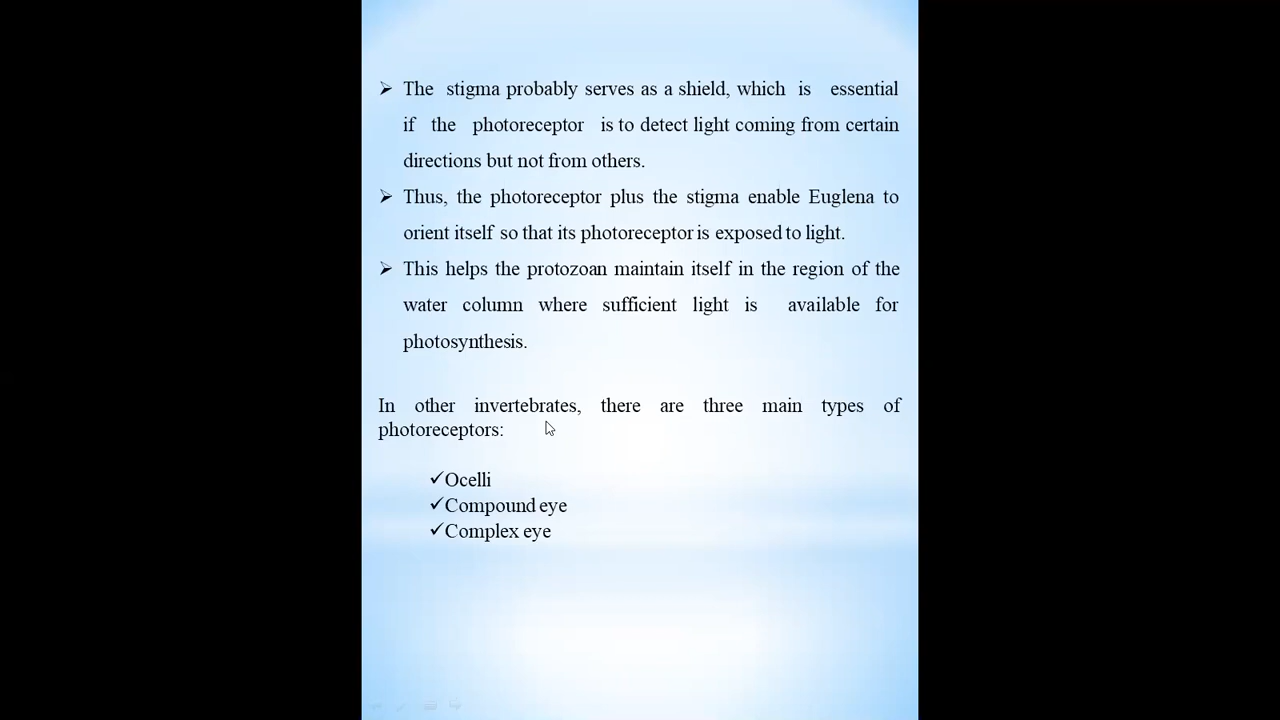 The stigma probably serves as a shield, which is essential
if the photoreceptor is to detect light coming from certain
directions but not from others.
Thus, the photoreceptor plus the stigma enable Euglena to
orient itself so that its photoreceptor is exposed to light.
This helps the protozoan maintain itself in the region of the
water column where sufficient light is available for
photosynthesis.
In other invertebrates, there are three main types of
photoreceptors:
Ocelli
Compound eye
Complex eye